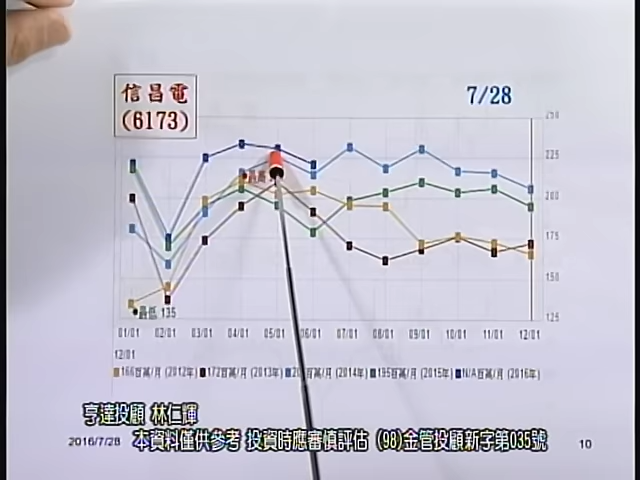 信昌電
(6173)
7/28
250
225
200
175
150
125
最高
最低 135
01/01 02/01 03/01 04/01 05/01 06/01 07/01 08/01 09/01 10/01 11/01 12/01
12/01
166百萬/月 (2012年) 172百萬/月 (2013年) 20 (2014年) 195百萬/月 (2015年) N/A百萬/月 (2016年)
亨達投顧 林仁輝
2016/7/28 本資料僅供參考 投資時應審慎評估 (98)金管投顧新字第035號 10